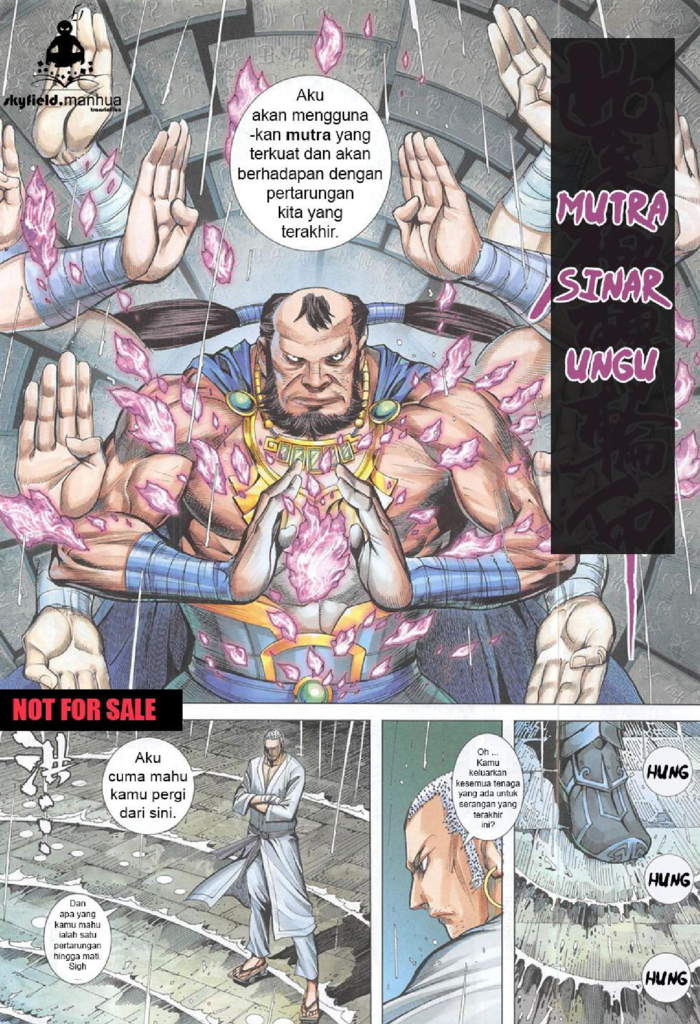 skyfield.manhua
Aku
akan mengguna
-kan mutra yang
terkuat dan akan
berhadapan dengan
pertarungan
kita yang
terakhir.
MUTRA
SINAR
UNGU
NOT FOR SALE
Aku
cuma mahu
kamu pergi
dari sini.
Dan
apa yang
kamu mahu
ialah satu
pertarungan
hingga mati.
Sigh
...
Oh ...
Kamu
keluarkan
kesemua tenaga
yang ada untuk
serangan yang
terakhir
ini?
HUNG
HUNG
HUNG